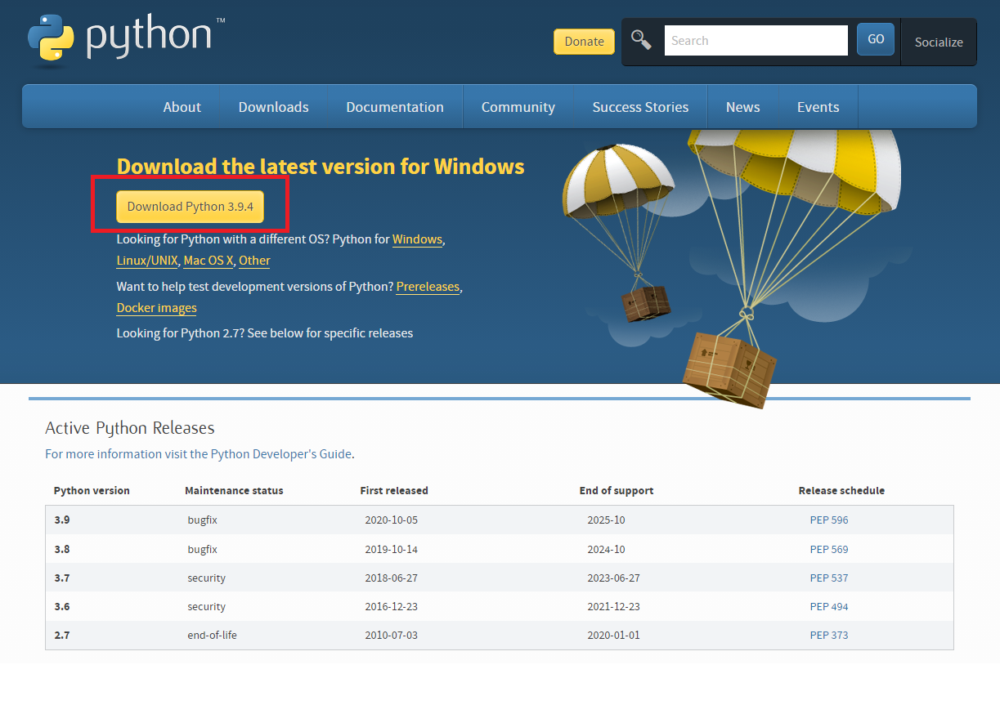 python™
Donate
Search
GO
Socialize
About Downloads Documentation Community Success Stories News Events
Download the latest version for Windows
Download Python 3.9.4
Looking for Python with a different OS? Python for Windows,
Linux/UNIX, Mac OS X, Other
Want to help test development versions of Python? Prereleases,
Docker images
Looking for Python 2.7? See below for specific releases
Active Python Releases
For more information visit the Python Developer's Guide.
Python version Maintenance status First released End of support Release schedule
3.9 bugfix 2020-10-05 2025-10 PEP 596
3.8 bugfix 2019-10-14 2024-10 PEP 569
3.7 security 2018-06-27 2023-06-27 PEP 537
3.6 security 2016-12-23 2021-12-23 PEP 494
2.7 end-of-life 2010-07-03 2020-01-01 PEP 373